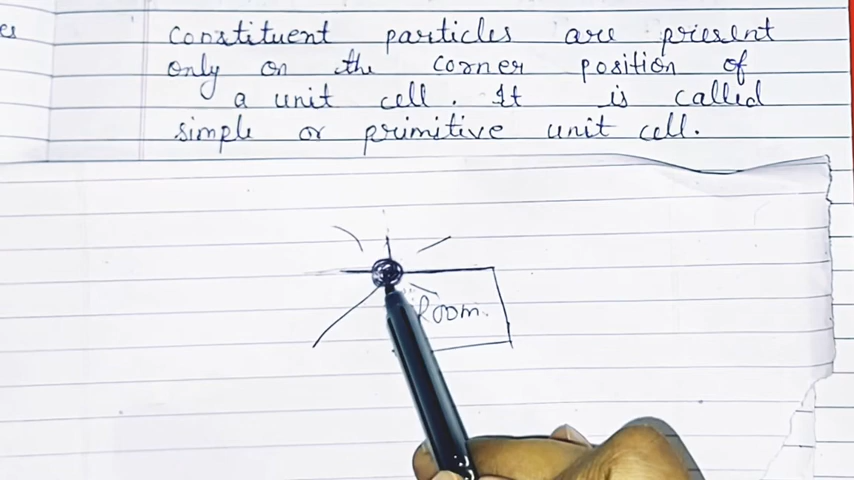 es
constituent particles are present
only on the corner position of
a unit cell. It is called
simple or primitive unit cell.
Room.